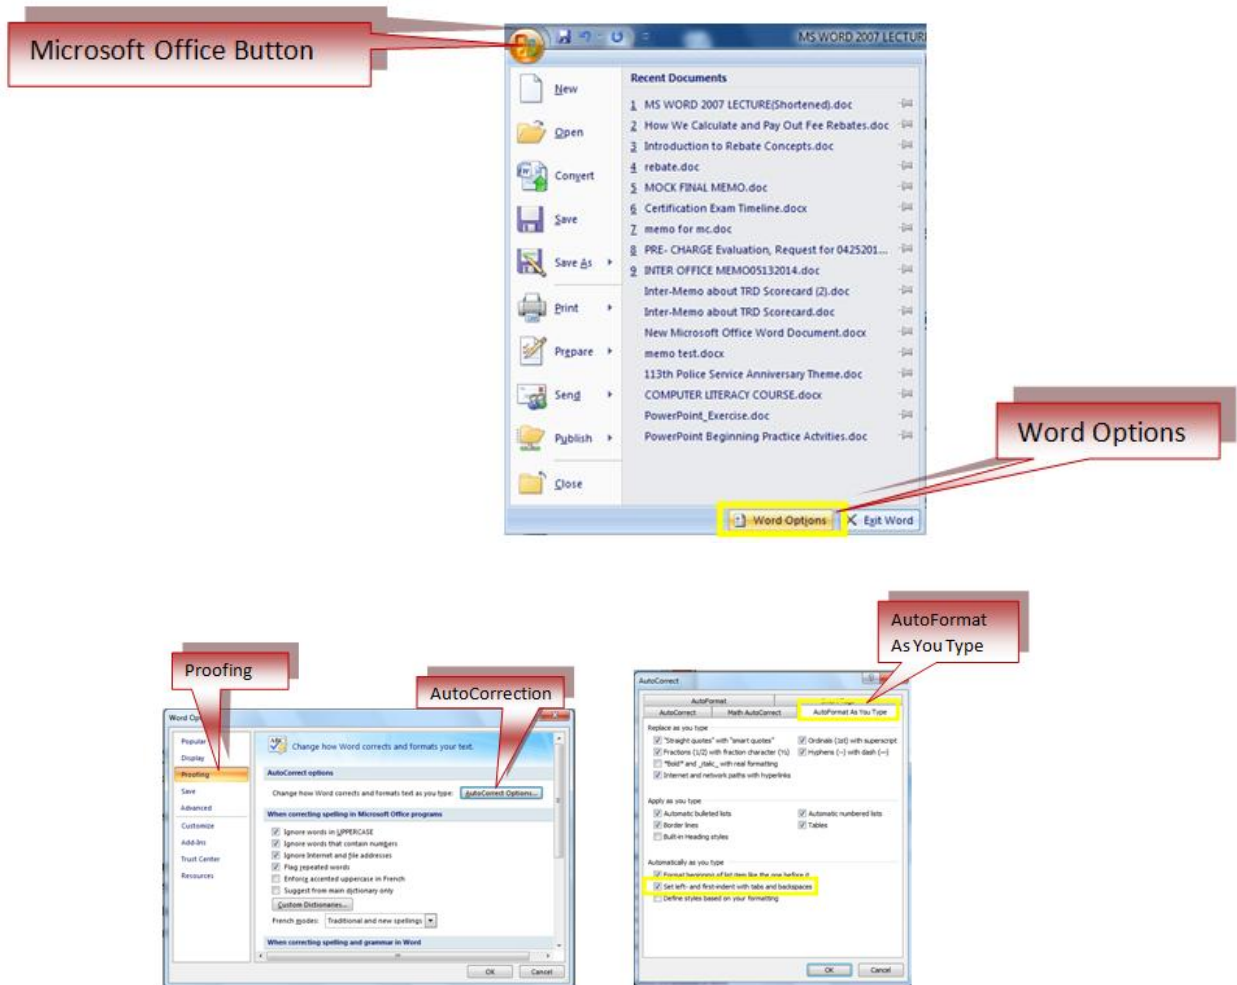 Microsoft Office Button
MS WORD 2007 LECTURE
Recent Documents
New
Open
Convert
Save
Save As
Print
Prepare
Send
Publish
Close
1 MS WORD 2007 LECTURE(Shortened).doc
2 How We Calculate and Pay Out Fee Rebates.doc
3 Introduction to Rebate Concepts.doc
4 rebate.doc
5 MOCK FINAL MEMO.doc
6 Certification Exam Timeline.docx
7 memo for mc.doc
8 PRE- CHARGE Evaluation, Request for 0425201...
9 INTER OFFICE MEMO05132014.doc
Inter-Memo about TRD Scorecard (2).doc
Inter-Memo about TRD Scorecard.doc
New Microsoft Office Word Document.docx
memo test.docx
113th Police Service Anniversary Theme.doc
COMPUTER LITERACY COURSE.docx
PowerPoint_Exercise.doc
PowerPoint Beginning Practice Actvities.doc
Word Options
Word Options
Exit Word
Proofing
AutoCorrection
Word Op
Popular
Display
Proofing
Save
Advanced
Customize
Add-Ins
Trust Center
Resources
Change how Word corrects and formats your text.
AutoCorrect options
Change how Word corrects and formats text as you type: AutoCorrect Options...
When correcting spelling in Microsoft Office programs
Ignore words in UPPERCASE
Ignore words that contain numbers
Ignore Internet and file addresses
Flag repeated words
Enforce accented uppercase in French
Suggest from main dictionary only
Custom Dictionaries...
French modes: Traditional and new spellings
When correcting spelling and grammar in Word
OK Cancel
AutoFormat
As You Type
AutoCorrect
AutoFormat
AutoCorrect Math AutoCorrect AutoFormat As You Type
Replace as you type
"Straight quotes" with "smart quotes" Ordinals (1st) with superscript
Fractions (1/2) with fraction character (½) Hyphens (--) with dash (—)
*Bold* and _italic_ with real formatting
Internet and network paths with hyperlinks
Apply as you type
Automatic bulleted lists Automatic numbered lists
Border lines Tables
Built-in Heading styles
Automatically as you type
Format beginning of list item like the one before it
Set left- and first-indent with tabs and backspaces
Define styles based on your formatting
OK Cancel